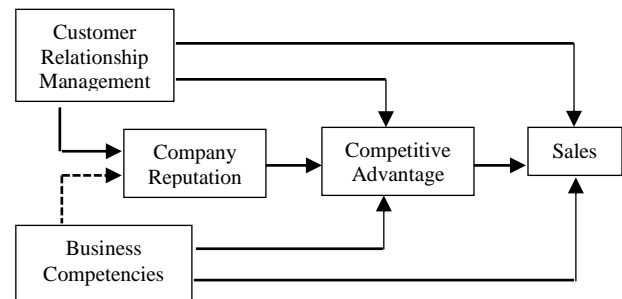 Customer
Relationship
Management
Company
Reputation
Competitive
Advantage
Sales
Business
Competencies